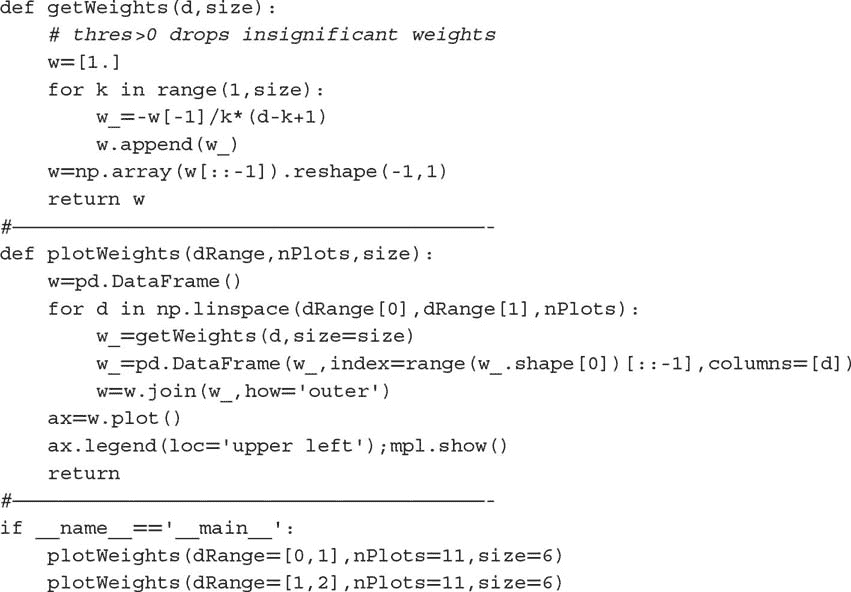 def getWeights(d,size):
    # thres>0 drops insignificant weights
    w=[1.]
    for k in range(1,size):
        w_=-w[-1]/k*(d-k+1)
        w.append(w_)
    w=np.array(w[::-1]).reshape(-1,1)
    return w
#———————————————————————————————————————-
def plotWeights(dRange,nPlots,size):
    w=pd.DataFrame()
    for d in np.linspace(dRange[0],dRange[1],nPlots):
        w_=getWeights(d,size=size)
        w_=pd.DataFrame(w_,index=range(w_.shape[0])[::-1],columns=[d])
        w=w.join(w_,how='outer')
    ax=w.plot()
    ax.legend(loc='upper left');mpl.show()
    return
#———————————————————————————————————————-
if __name__=='__main__':
    plotWeights(dRange=[0,1],nPlots=11,size=6)
    plotWeights(dRange=[1,2],nPlots=11,size=6)